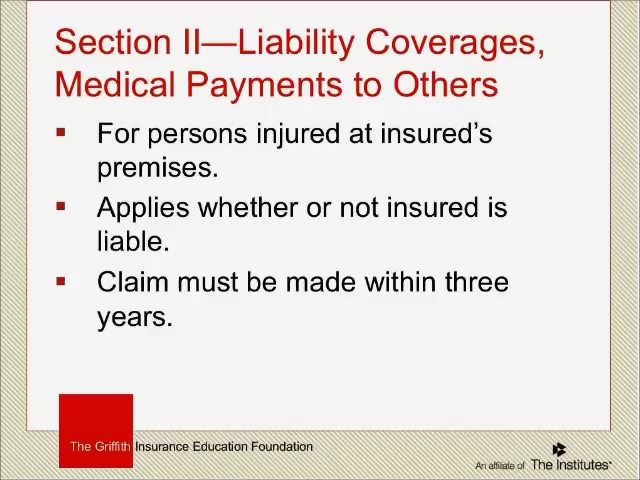 Section II—Liability Coverages,
Medical Payments to Others
▪ For persons injured at insured’s
premises.
▪ Applies whether or not insured is
liable.
▪ Claim must be made within three
years.
The Griffith Insurance Education Foundation
An affiliate of The Institutes